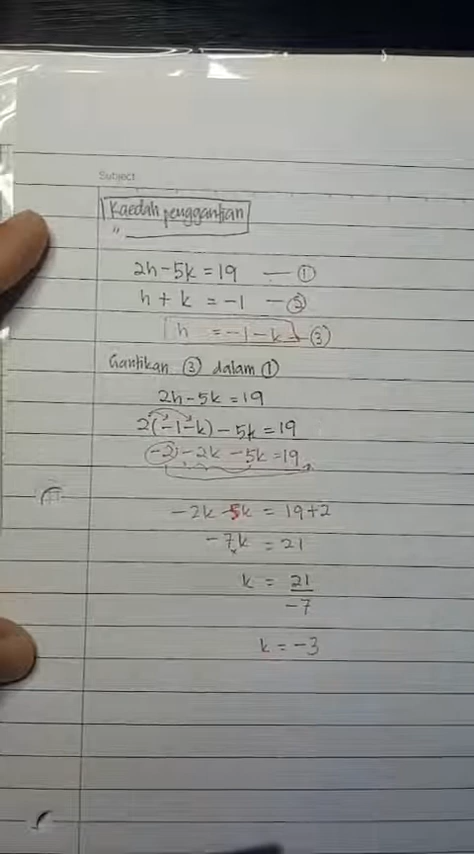 Subject
Kaedah penggantian
2h - 5k = 19 — ①
h + k = -1 — ②
h = -1 - k — ③
Gantikan ③ dalam ①
2h - 5k = 19
2(-1 - k) - 5k = 19
-2 - 2k - 5k = 19
-2k - 5k = 19 + 2
-7k = 21
k = 21
-7
k = -3